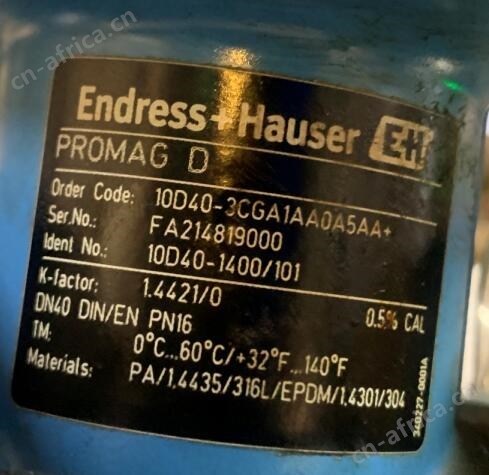 cn-africa.cn
Endress+Hauser EH
PROMAG D
Order Code: 10D40-3CGA1AA0A5AA+
Ser.No.: FA214819000
Ident No.: 10D40-1400/101
K-factor: 1.4421/0 0.5% CAL
DN40 DIN/EN PN16
TM: 0°C...60°C/+32°F...140°F
Materials: PA/1.4435/316L/EPDM/1.4301/304
340227-0001A
cn-africa.cn